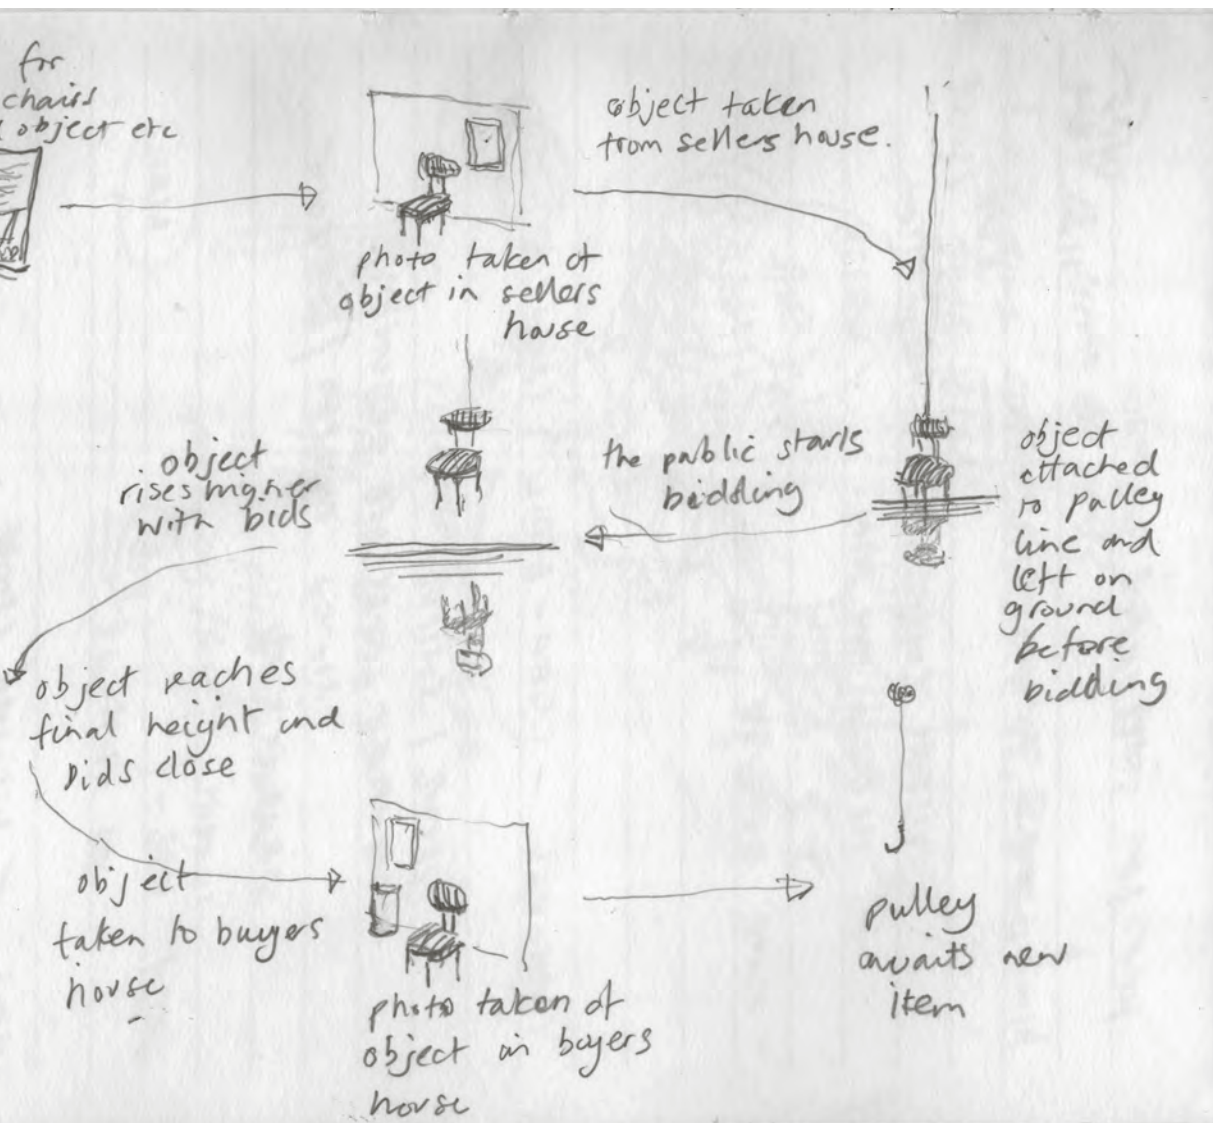 for
chairs
object etc
photo taken of
object in sellers
house
object taken
from sellers house.
object
attached
to pulley
line and
left on
ground
before
bidding
the public starts
bidding
object
rises higher
with bids
object reaches
final height and
bids close
object
taken to buyers
house
photo taken of
object in buyers
house
pulley
awaits new
item